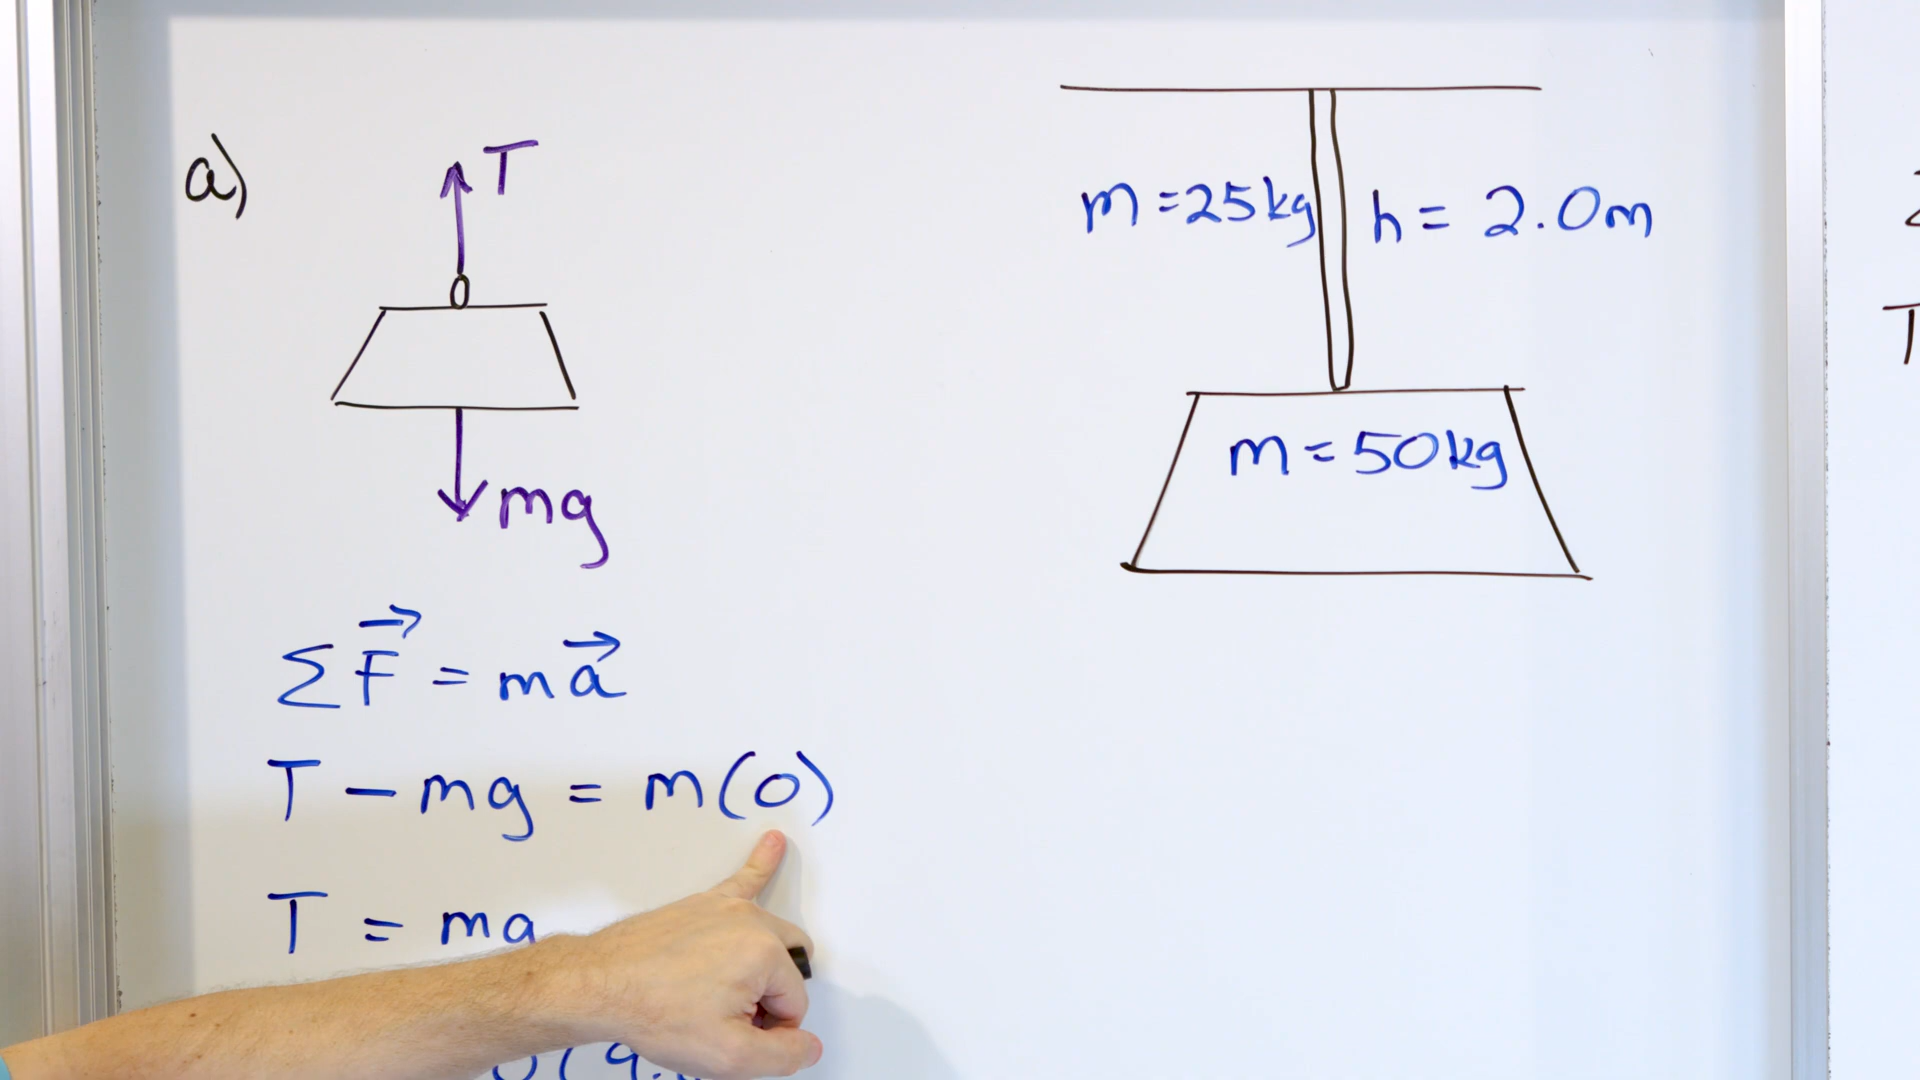 a)
T
mg
ΣF⃗ = ma⃗
T - mg = m(0)
T = mg
m = 25kg
h = 2.0m
m = 50kg